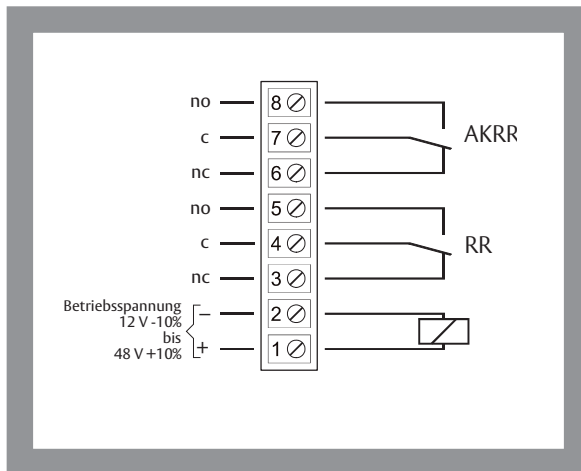 no 8
c 7 AKRR
nc 6
no 5
c 4 RR
nc 3
Betriebsspannung
12 V -10%
bis
48 V +10%
– 2
+ 1